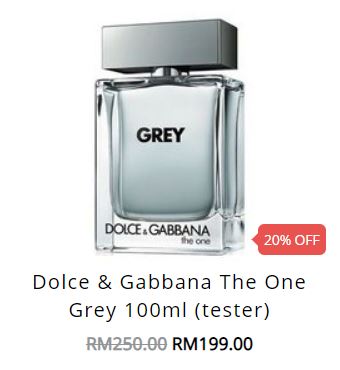 GREY
DOLCE & GABBANA
the one
20% OFF
Dolce & Gabbana The One
Grey 100ml (tester)
RM250.00 RM199.00